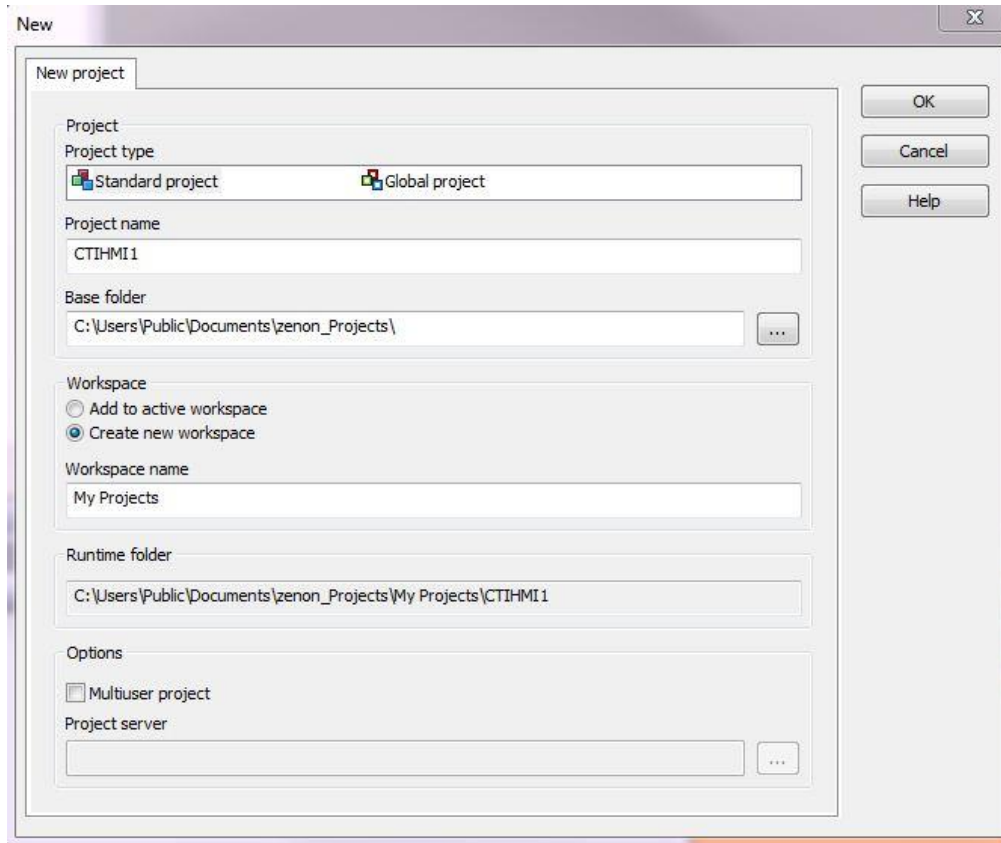 New
New project
Project
Project type
Standard project Global project
Project name
CTIHMI1
Base folder
C:\Users\Public\Documents\zenon_Projects\
...
Workspace
Add to active workspace
Create new workspace
Workspace name
My Projects
Runtime folder
C:\Users\Public\Documents\zenon_Projects\My Projects\CTIHMI1
Options
Multiuser project
Project server
...
OK
Cancel
Help